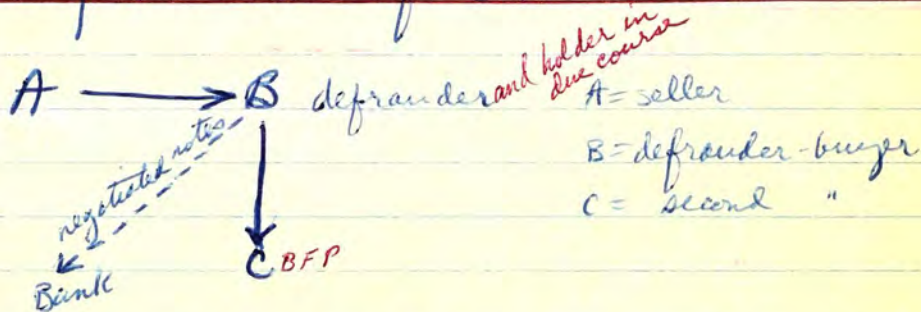 A → B defrauder and holder in
due course
A = seller
B = defrauder-buyer
C = second "
negotiated notes
C BFP
Bank